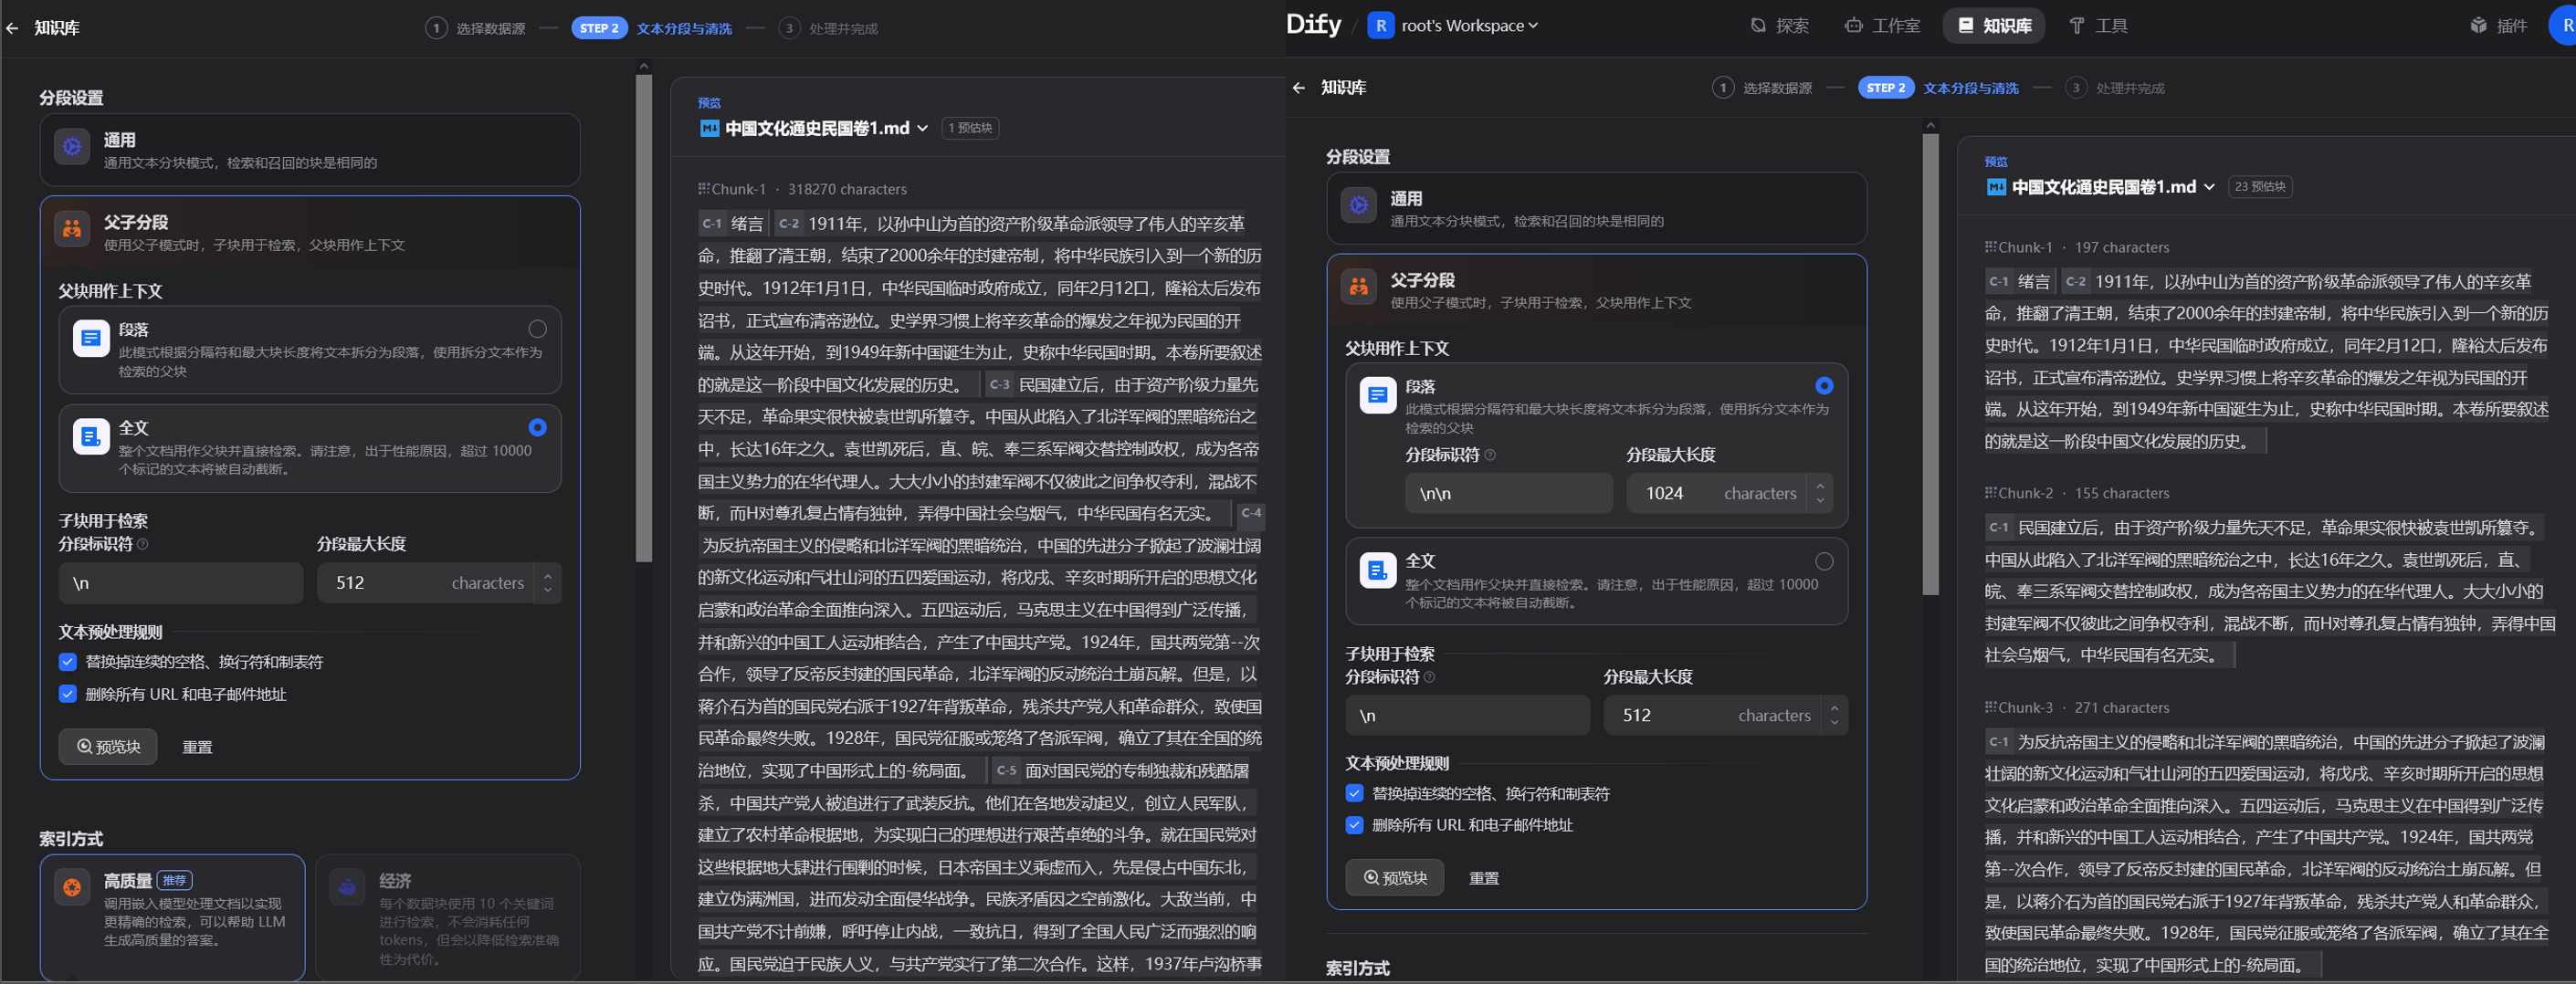 知识库
1 选择数据源
STEP 2 文本分段与清洗
3 处理并完成
分段设置
通用
通用文本分块模式，检索和召回的块是相同的
父子分段
使用父子模式时，子块用于检索，父块用作上下文
父块用作上下文
段落
此模式根据分隔符和最大块长度将文本拆分为段落，使用拆分文本作为
检索的父块
全文
整个文档用作父块并直接检索。请注意，出于性能原因，超过 10000
个标记的文本将被自动截断。
子块用于检索
分段标识符
分段最大长度
\n
512 characters
文本预处理规则
替换掉连续的空格、换行符和制表符
删除所有 URL 和电子邮件地址
预览块
重置
索引方式
高质量 推荐
调用嵌入模型处理文档以实现
更精确的检索，可以帮助 LLM
生成高质量的答案。
经济
每个数据块使用 10 个关键词
进行检索，不会消耗任何
tokens，但会以降低检索准确
性为代价。
预览
中国文化通史民国卷1.md 1 预估块
Chunk-1 · 318270 characters
C-1 绪言 C-2 1911年，以孙中山为首的资产阶级革命派领导了伟人的辛亥革
命，推翻了清王朝，结束了2000余年的封建帝制，将中华民族引入到一个新的历
史时代。1912年1月1日，中华民国临时政府成立，同年2月12口，隆裕太后发布
诏书，正式宣布清帝逊位。史学界习惯上将辛亥革命的爆发之年视为民国的开
端。从这年开始，到1949年新中国诞生为止，史称中华民国时期。本卷所要叙述
的就是这一阶段中国文化发展的历史。 C-3 民国建立后，由于资产阶级力量先
天不足，革命果实很快被袁世凯所篡夺。中国从此陷入了北洋军阀的黑暗统治之
中，长达16年之久。袁世凯死后，直、皖、奉三系军阀交替控制政权，成为各帝
国主义势力的在华代理人。大大小小的封建军阀不仅彼此之间争权夺利，混战不
断，而H对尊孔复占情有独钟，弄得中国社会乌烟气，中华民国有名无实。 C-4
为反抗帝国主义的侵略和北洋军阀的黑暗统治，中国的先进分子掀起了波澜壮阔
的新文化运动和气壮山河的五四爱国运动，将戊戌、辛亥时期所开启的思想文化
启蒙和政治革命全面推向深入。五四运动后，马克思主义在中国得到广泛传播，
并和新兴的中国工人运动相结合，产生了中国共产党。1924年，国共两党第--次
合作，领导了反帝反封建的国民革命，北洋军阀的反动统治土崩瓦解。但是，以
蒋介石为首的国民党右派于1927年背叛革命，残杀共产党人和革命群众，致使国
民革命最终失败。1928年，国民党征服或笼络了各派军阀，确立了其在全国的统
治地位，实现了中国形式上的-统局面。 C-5 面对国民党的专制独裁和残酷屠
杀，中国共产党人被追进行了武装反抗。他们在各地发动起义，创立人民军队，
建立了农村革命根据地，为实现白己的理想进行艰苦卓绝的斗争。就在国民党对
这些根据地大肆进行围剿的时候，日本帝国主义乘虚而入，先是侵占中国东北，
建立伪满洲国，进而发动全面侵华战争。民族矛盾因之空前激化。大敌当前，中
国共产党不计前嫌，呼吁停止内战，一致抗日，得到了全国人民广泛而强烈的响
应。国民党迫于民族人义，与共产党实行了第二次合作。这样，1937年卢沟桥事
Dify / R root's Workspace
探索
工作室
知识库
工具
插件
R
知识库
1 选择数据源
STEP 2 文本分段与清洗
3 处理并完成
分段设置
通用
通用文本分块模式，检索和召回的块是相同的
父子分段
使用父子模式时，子块用于检索，父块用作上下文
父块用作上下文
段落
此模式根据分隔符和最大块长度将文本拆分为段落，使用拆分文本作为
检索的父块
分段标识符
分段最大长度
\n\n
1024 characters
全文
整个文档用作父块并直接检索。请注意，出于性能原因，超过 10000
个标记的文本将被自动截断。
子块用于检索
分段标识符
分段最大长度
\n
512 characters
文本预处理规则
替换掉连续的空格、换行符和制表符
删除所有 URL 和电子邮件地址
预览块
重置
索引方式
预览
中国文化通史民国卷1.md 23 预估块
Chunk-1 · 197 characters
C-1 绪言 C-2 1911年，以孙中山为首的资产阶级革命派领导了伟人的辛亥革
命，推翻了清王朝，结束了2000余年的封建帝制，将中华民族引入到一个新的历
史时代。1912年1月1日，中华民国临时政府成立，同年2月12口，隆裕太后发布
诏书，正式宣布清帝逊位。史学界习惯上将辛亥革命的爆发之年视为民国的开
端。从这年开始，到1949年新中国诞生为止，史称中华民国时期。本卷所要叙述
的就是这一阶段中国文化发展的历史。
Chunk-2 · 155 characters
C-1 民国建立后，由于资产阶级力量先天不足，革命果实很快被袁世凯所篡夺。
中国从此陷入了北洋军阀的黑暗统治之中，长达16年之久。袁世凯死后，直、
皖、奉三系军阀交替控制政权，成为各帝国主义势力的在华代理人。大大小小的
封建军阀不仅彼此之间争权夺利，混战不断，而H对尊孔复占情有独钟，弄得中国
社会乌烟气，中华民国有名无实。
Chunk-3 · 271 characters
C-1 为反抗帝国主义的侵略和北洋军阀的黑暗统治，中国的先进分子掀起了波澜
壮阔的新文化运动和气壮山河的五四爱国运动，将戊戌、辛亥时期所开启的思想
文化启蒙和政治革命全面推向深入。五四运动后，马克思主义在中国得到广泛传
播，并和新兴的中国工人运动相结合，产生了中国共产党。1924年，国共两党
第--次合作，领导了反帝反封建的国民革命，北洋军阀的反动统治土崩瓦解。但
是，以蒋介石为首的国民党右派于1927年背叛革命，残杀共产党人和革命群众，
致使国民革命最终失败。1928年，国民党征服或笼络了各派军阀，确立了其在全
国的统治地位，实现了中国形式上的-统局面。